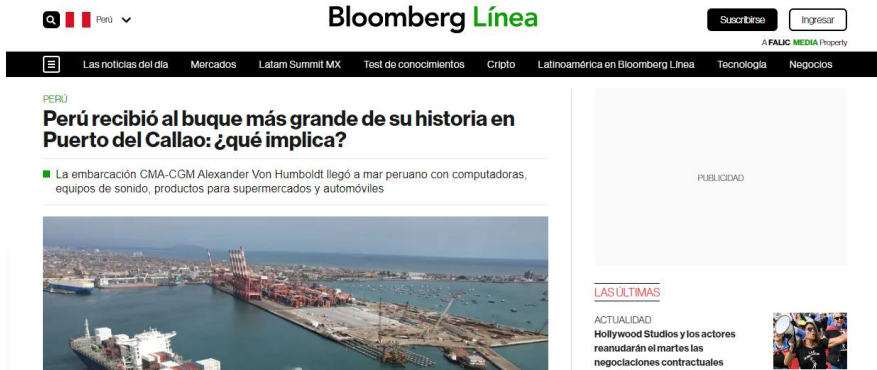 Perú
Bloomberg Línea
Suscribirse
Ingresar
A FALIC MEDIA Property
Las noticias del día Mercados Latam Summit MX Test de conocimientos Cripto Latinoamérica en Bloomberg Línea Tecnología Negocios
PERÚ
Perú recibió al buque más grande de su historia en
Puerto del Callao: ¿qué implica?
La embarcación CMA-CGM Alexander Von Humboldt llegó a mar peruano con computadoras,
equipos de sonido, productos para supermercados y automóviles
PUBLICIDAD
LAS ÚLTIMAS
ACTUALIDAD
Hollywood Studios y los actores
reanudarán el martes las
negociaciones contractuales